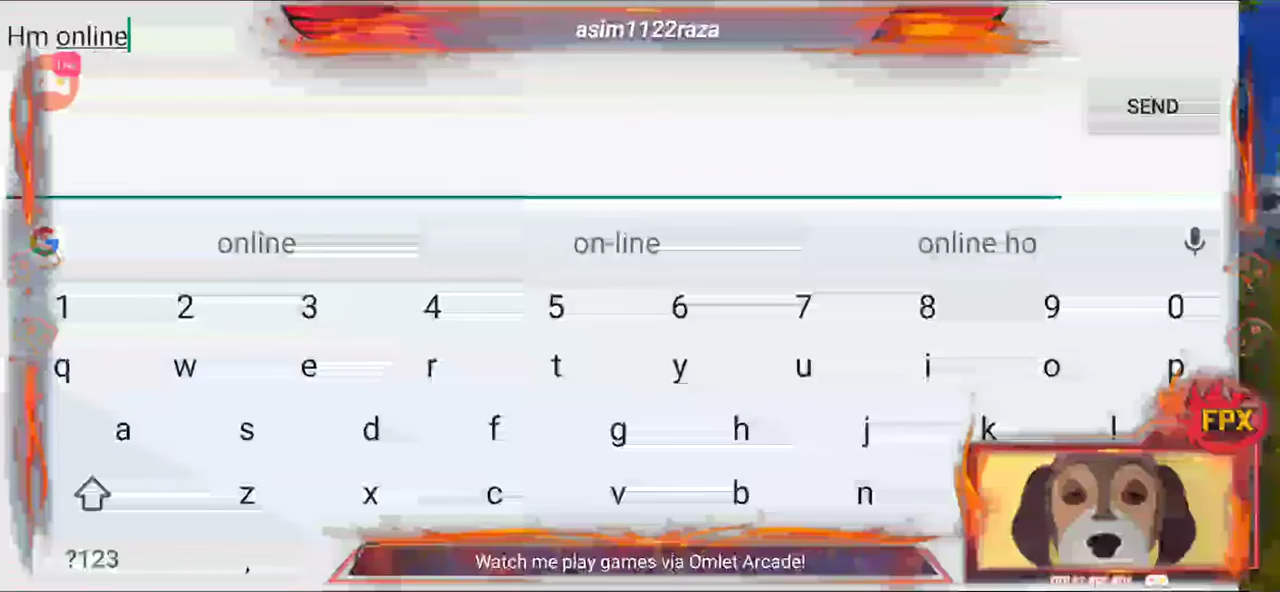 asim1122raza
Hm online
SEND
online on-line online ho
1 2 3 4 5 6 7 8 9 0
q w e r t y u i o p
a s d f g h j k l
z x c v b n
?123 ,
FPX
Watch me play games via Omlet Arcade!